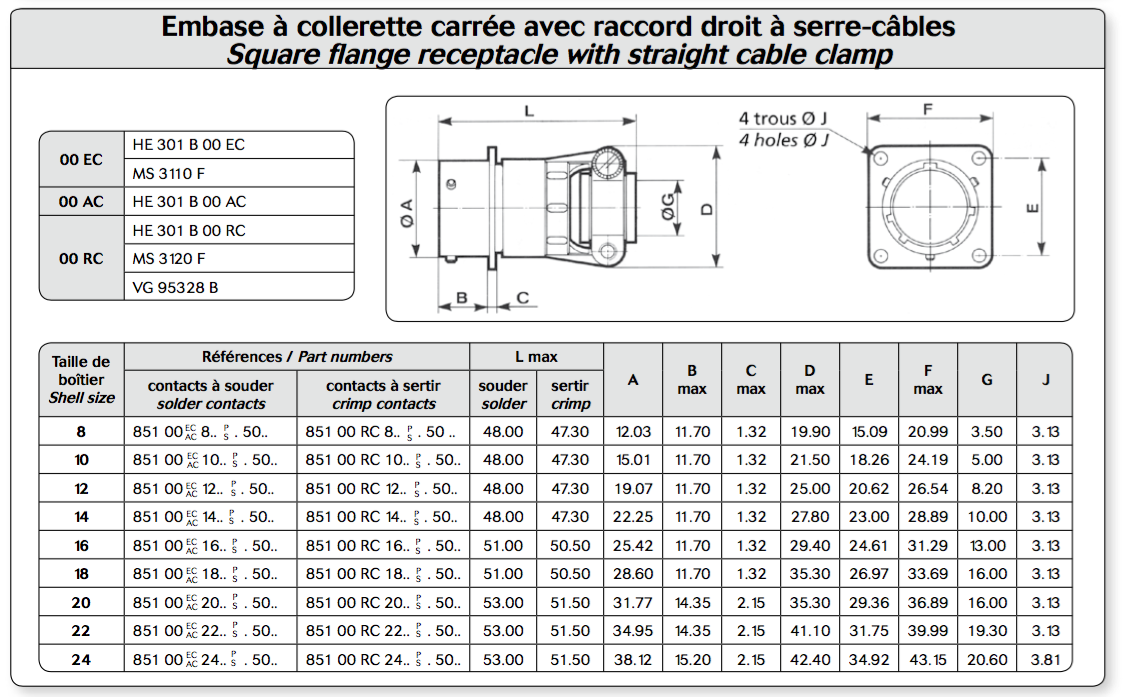 Embase à collerette carrée avec raccord droit à serre-câbles
Square flange receptacle with straight cable clamp
00 EC
HE 301 B 00 EC
MS 3110 F
00 AC
HE 301 B 00 AC
00 RC
HE 301 B 00 RC
MS 3120 F
VG 95328 B
L
Ø A
B
C
ØG
D
4 trous Ø J
4 holes Ø J
F
E
Taille de boîtier Shell size
Références / Part numbers
contacts à souder solder contacts
contacts à sertir crimp contacts
L max
souder solder
sertir crimp
A
B max
C max
D max
E
F max
G
J
8 851 00 EC AC 8.. P S . 50.. 851 00 RC 8.. P S . 50 .. 48.00 47.30 12.03 11.70 1.32 19.90 15.09 20.99 3.50 3.13
10 851 00 EC AC 10.. P S . 50.. 851 00 RC 10.. P S . 50.. 48.00 47.30 15.01 11.70 1.32 21.50 18.26 24.19 5.00 3.13
12 851 00 EC AC 12.. P S . 50.. 851 00 RC 12.. P S . 50.. 48.00 47.30 19.07 11.70 1.32 25.00 20.62 26.54 8.20 3.13
14 851 00 EC AC 14.. P S . 50.. 851 00 RC 14.. P S . 50.. 48.00 47.30 22.25 11.70 1.32 27.80 23.00 28.89 10.00 3.13
16 851 00 EC AC 16.. P S . 50.. 851 00 RC 16.. P S . 50.. 51.00 50.50 25.42 11.70 1.32 29.40 24.61 31.29 13.00 3.13
18 851 00 EC AC 18.. P S . 50.. 851 00 RC 18.. P S . 50.. 51.00 50.50 28.60 11.70 1.32 35.30 26.97 33.69 16.00 3.13
20 851 00 EC AC 20.. P S . 50.. 851 00 RC 20.. P S . 50.. 53.00 51.50 31.77 14.35 2.15 35.30 29.36 36.89 16.00 3.13
22 851 00 EC AC 22.. P S . 50.. 851 00 RC 22.. P S . 50.. 53.00 51.50 34.95 14.35 2.15 41.10 31.75 39.99 19.30 3.13
24 851 00 EC AC 24.. P S . 50.. 851 00 RC 24.. P S . 50.. 53.00 51.50 38.12 15.20 2.15 42.40 34.92 43.15 20.60 3.81